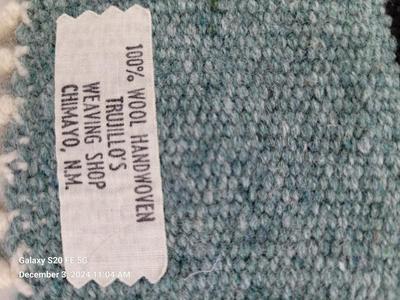 100% WOOL HANDWOVEN
TRUJILLO'S
WEAVING SHOP
CHIMAYO, N.M.
Galaxy S20 FE 5G
December 3, 2024 11:04 AM